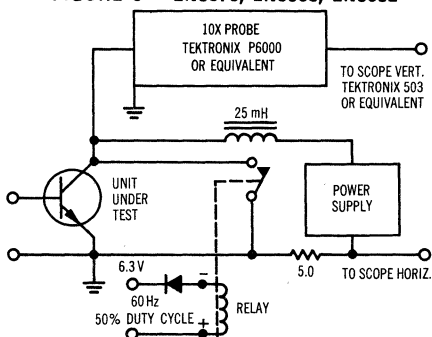 10X PROBE
TEKTRONIX P6000
OR EQUIVALENT
TO SCOPE VERT.
TEKTRONIX 503
OR EQUIVALENT
25 mH
UNIT
UNDER
TEST
POWER
SUPPLY
5.0
TO SCOPE HORIZ.
6.3 V
−
60 Hz
RELAY
50% DUTY CYCLE
+